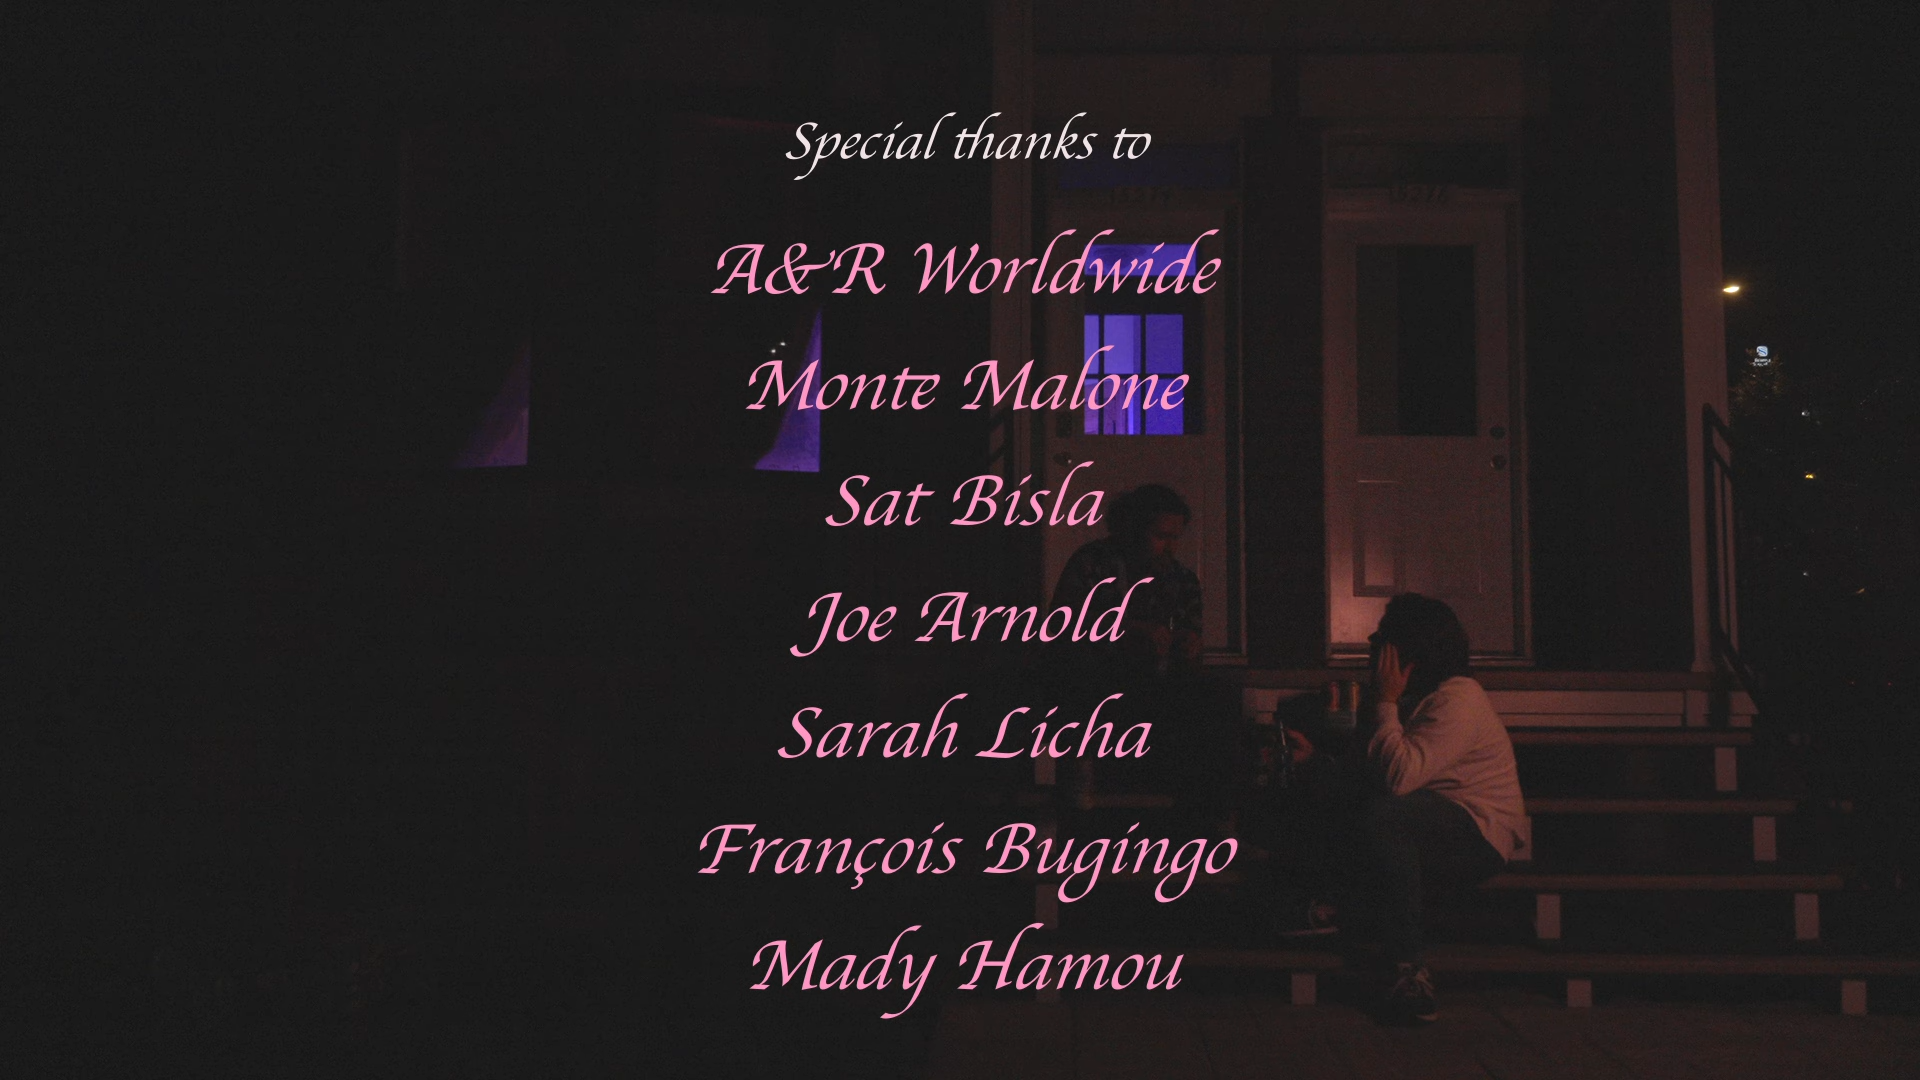 Special thanks to
A&R Worldwide
Monte Malone
Sat Bisla
Joe Arnold
Sarah Licha
François Bugingo
Mady Hamou